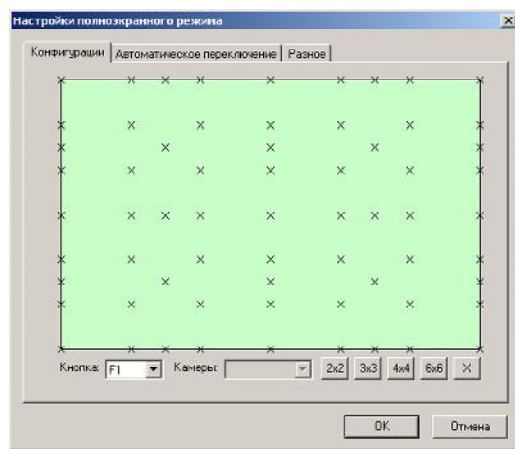 Настройки полноэкранного режима
Конфигурации Автоматическое переключение Разное
Кнопка: F1 Камеры: 2x2 3x3 4x4 6x6 X
OK Отмена